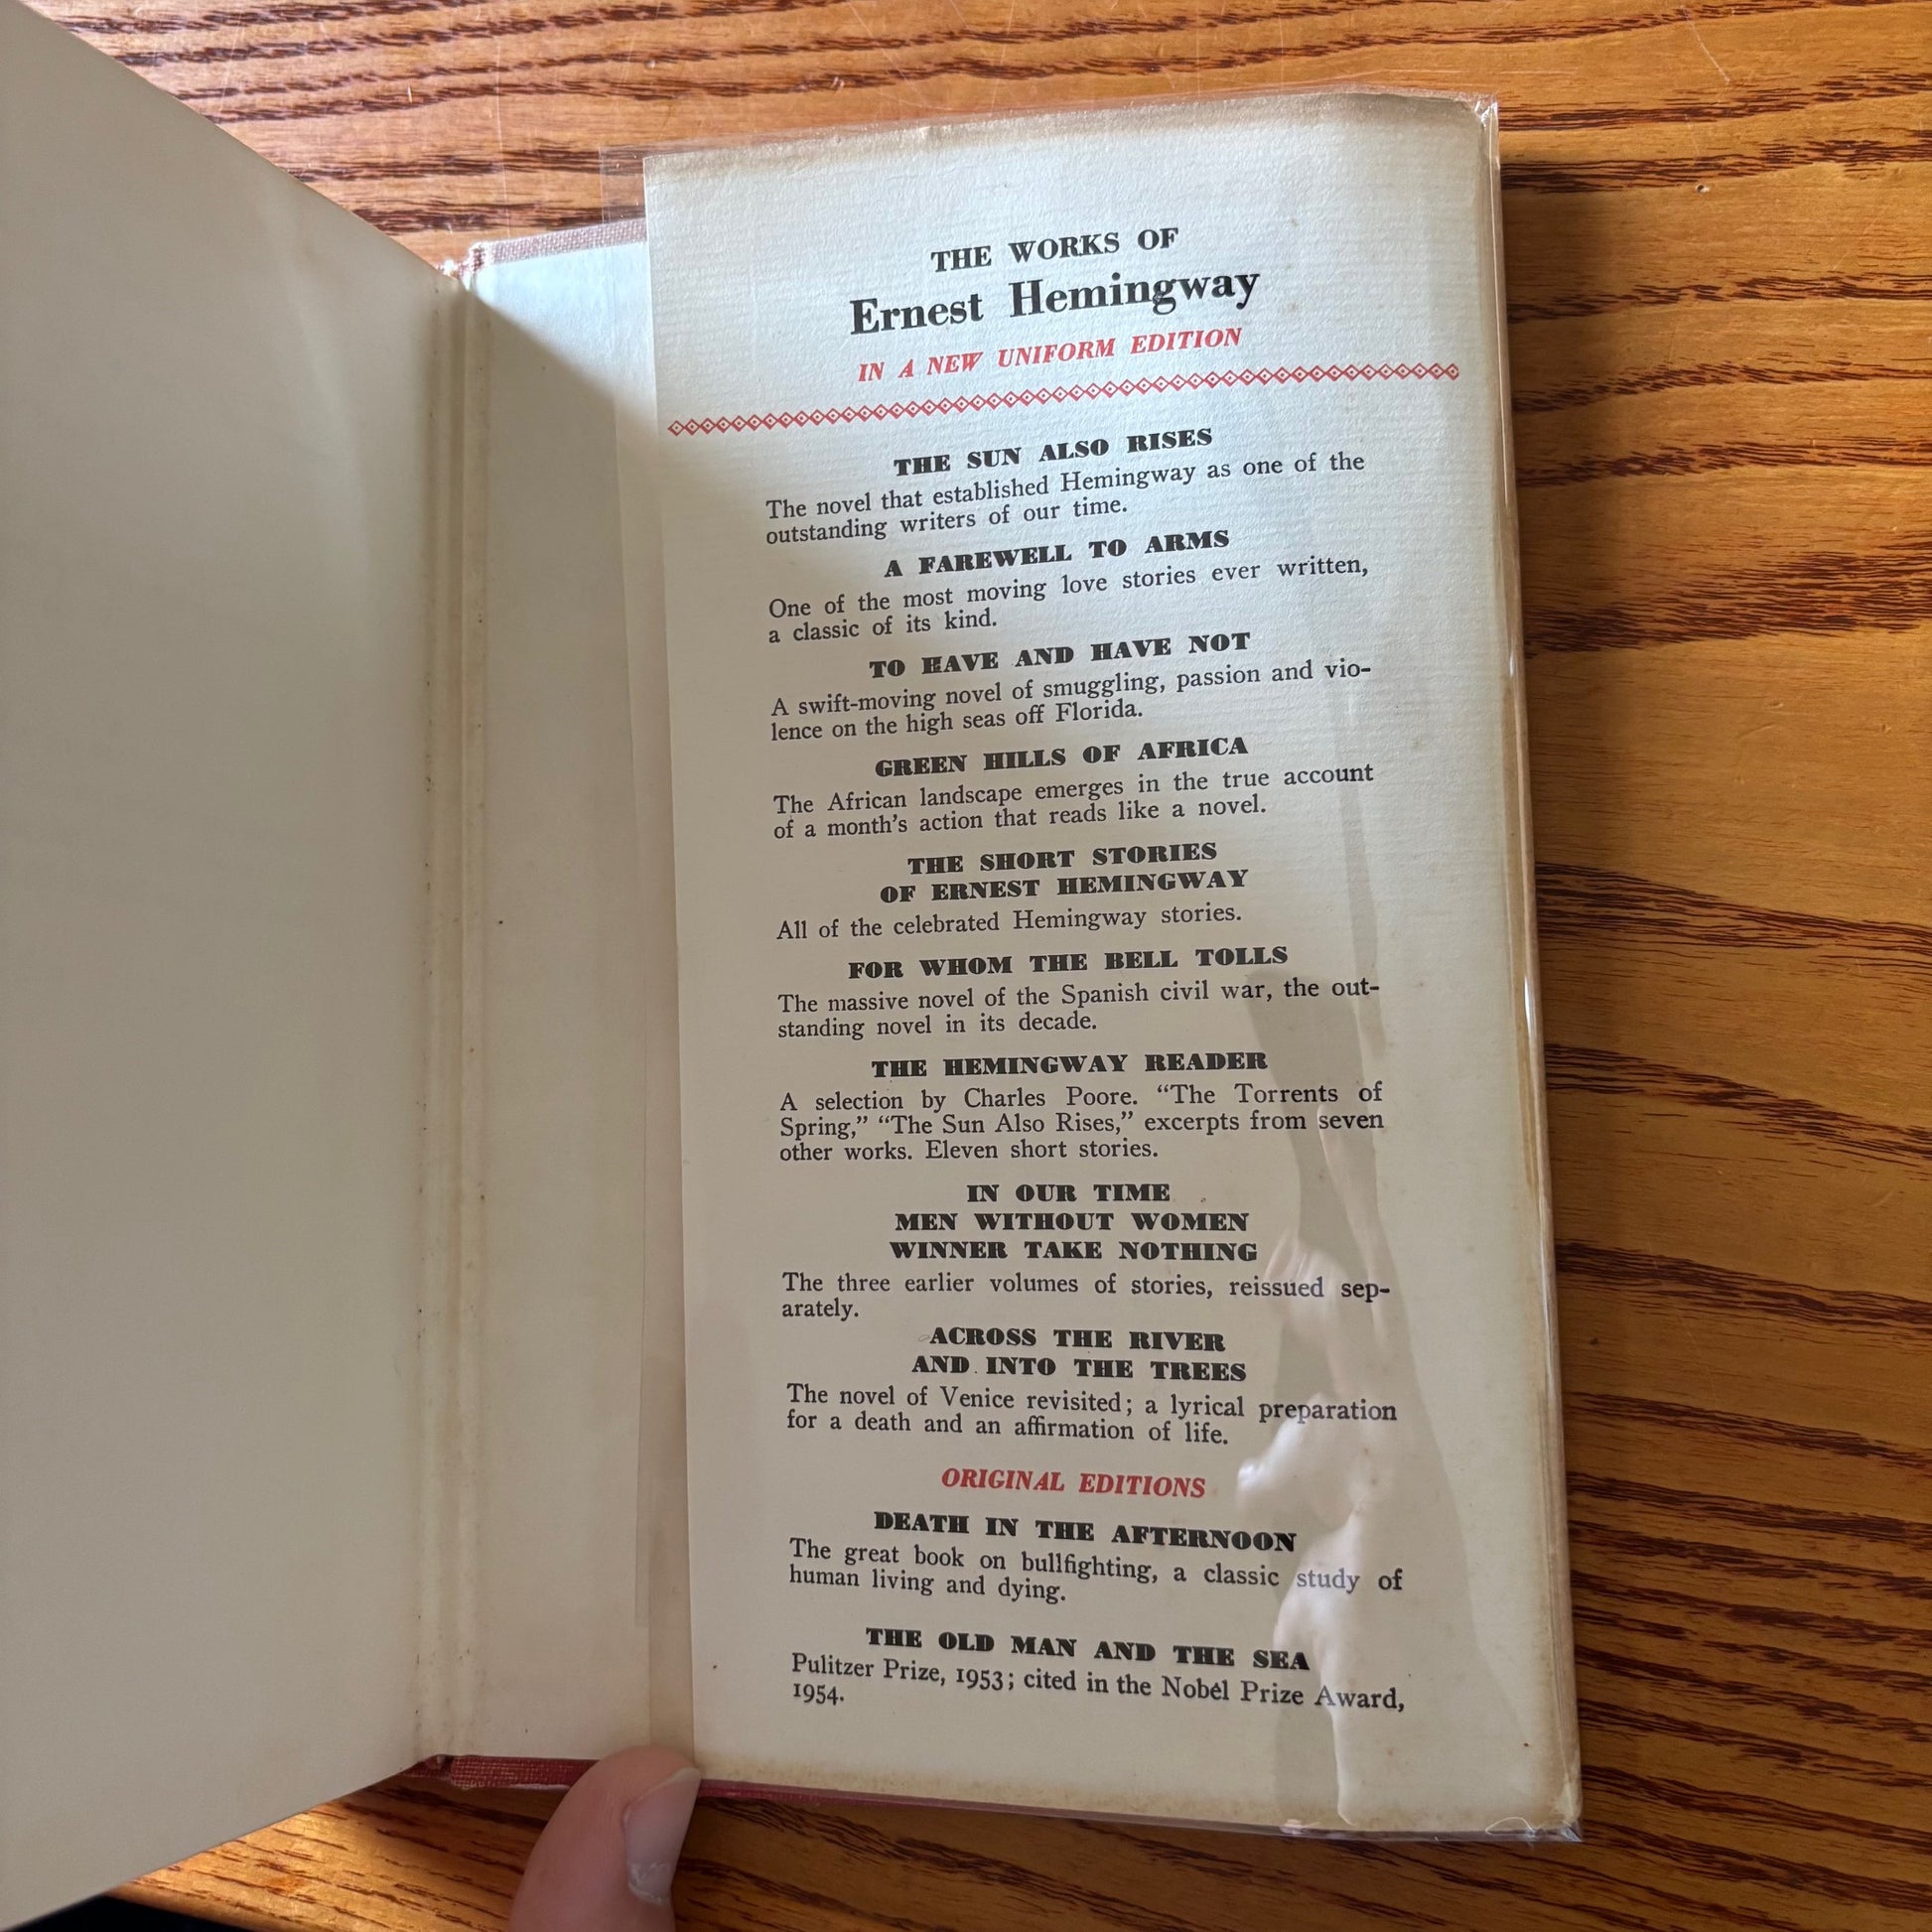 THE WORKS OF
Ernest Hemingway
IN A NEW UNIFORM EDITION
THE SUN ALSO RISES
The novel that established Hemingway as one of the
outstanding writers of our time.
A FAREWELL TO ARMS
One of the most moving love stories ever written,
a classic of its kind.
TO HAVE AND HAVE NOT
A swift-moving novel of smuggling, passion and vio-
lence on the high seas off Florida.
GREEN HILLS OF AFRICA
The African landscape emerges in the true account
of a month's action that reads like a novel.
THE SHORT STORIES
OF ERNEST HEMINGWAY
All of the celebrated Hemingway stories.
FOR WHOM THE BELL TOLLS
The massive novel of the Spanish civil war, the out-
standing novel in its decade.
THE HEMINGWAY READER
A selection by Charles Poore. “The Torrents of
Spring,” “The Sun Also Rises,” excerpts from seven
other works. Eleven short stories.
IN OUR TIME
MEN WITHOUT WOMEN
WINNER TAKE NOTHING
The three earlier volumes of stories, reissued sep-
arately.
ACROSS THE RIVER
AND INTO THE TREES
The novel of Venice revisited; a lyrical preparation
for a death and an affirmation of life.
ORIGINAL EDITIONS
DEATH IN THE AFTERNOON
The great book on bullfighting, a classic study of
human living and dying.
THE OLD MAN AND THE SEA
Pulitzer Prize, 1953; cited in the Nobel Prize Award,
1954.